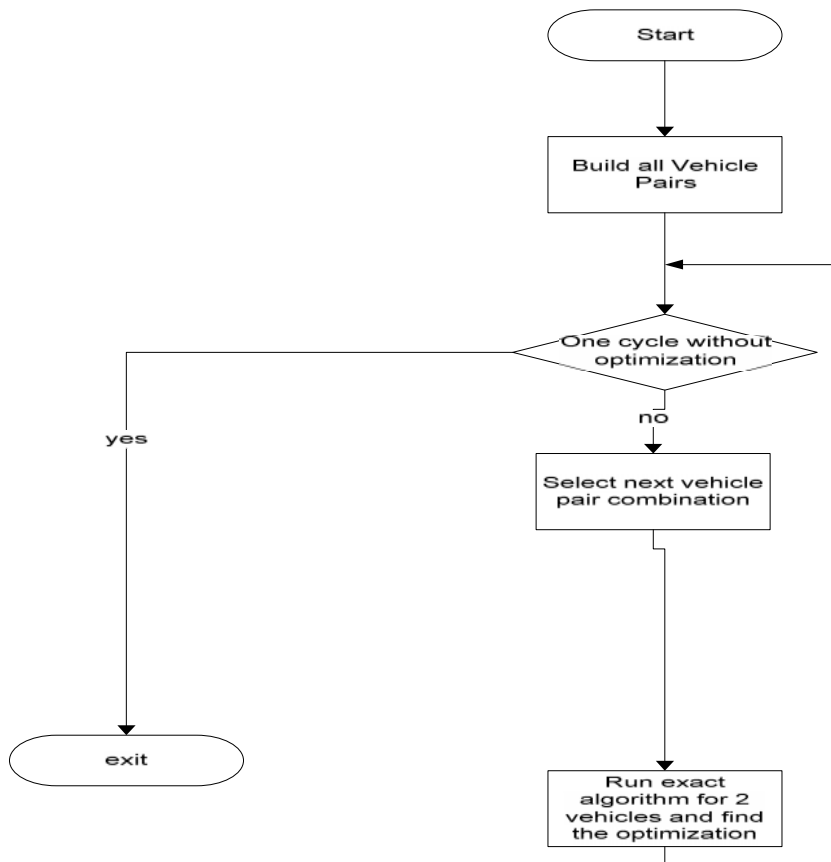 Start
Build all Vehicle
Pairs
One cycle without
optimization
no
yes
Select next vehicle
pair combination
exit
Run exact
algorithm for 2
vehicles and find
the optimization